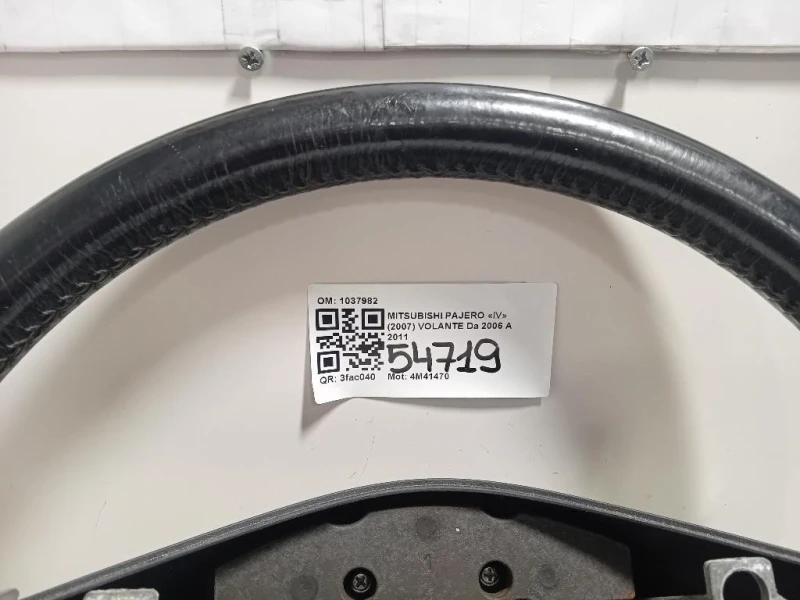 OM: 1037982
MITSUBISHI PAJERO «IV»
(2007) VOLANTE Da 2006 A
2011
54719
QR: 3fac040 Mot: 4M41470